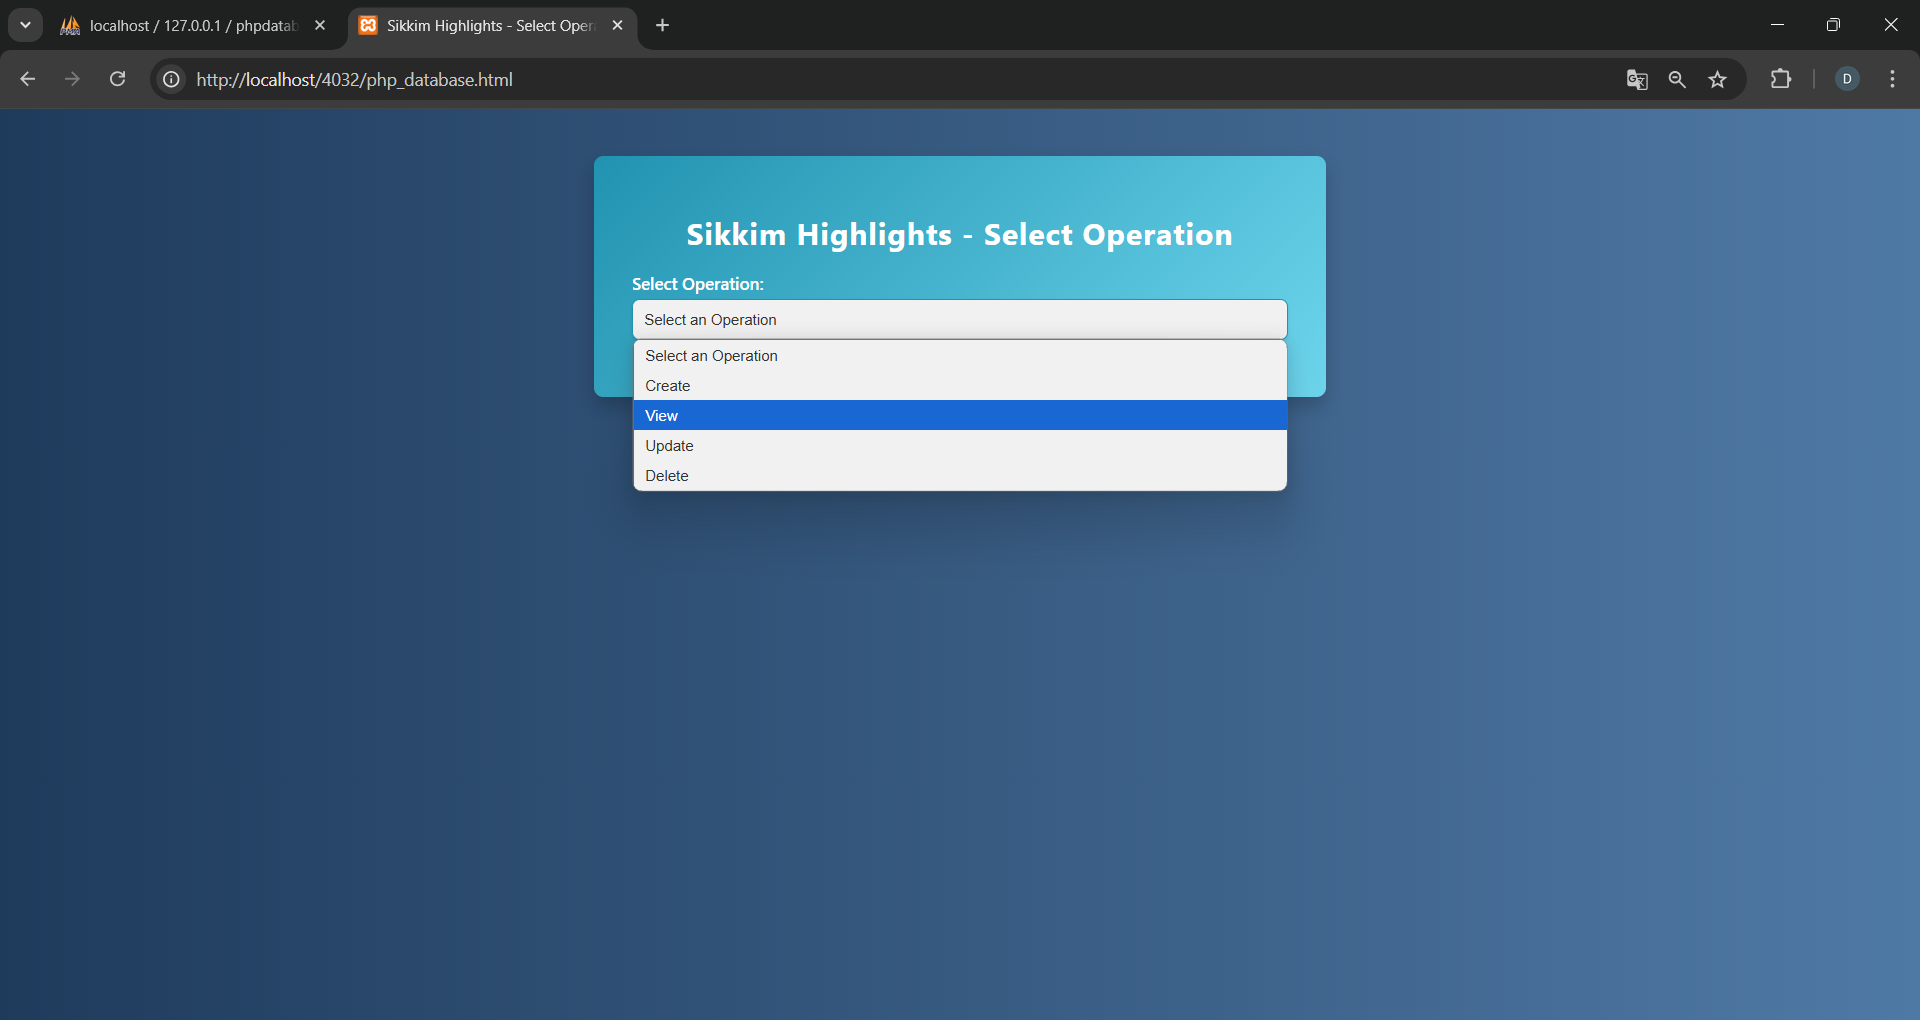 localhost / 127.0.0.1 / phpdatab
Sikkim Highlights - Select Oper
http://localhost/4032/php_database.html
D
Sikkim Highlights - Select Operation
Select Operation:
Select an Operation
Select an Operation
Create
View
Update
Delete